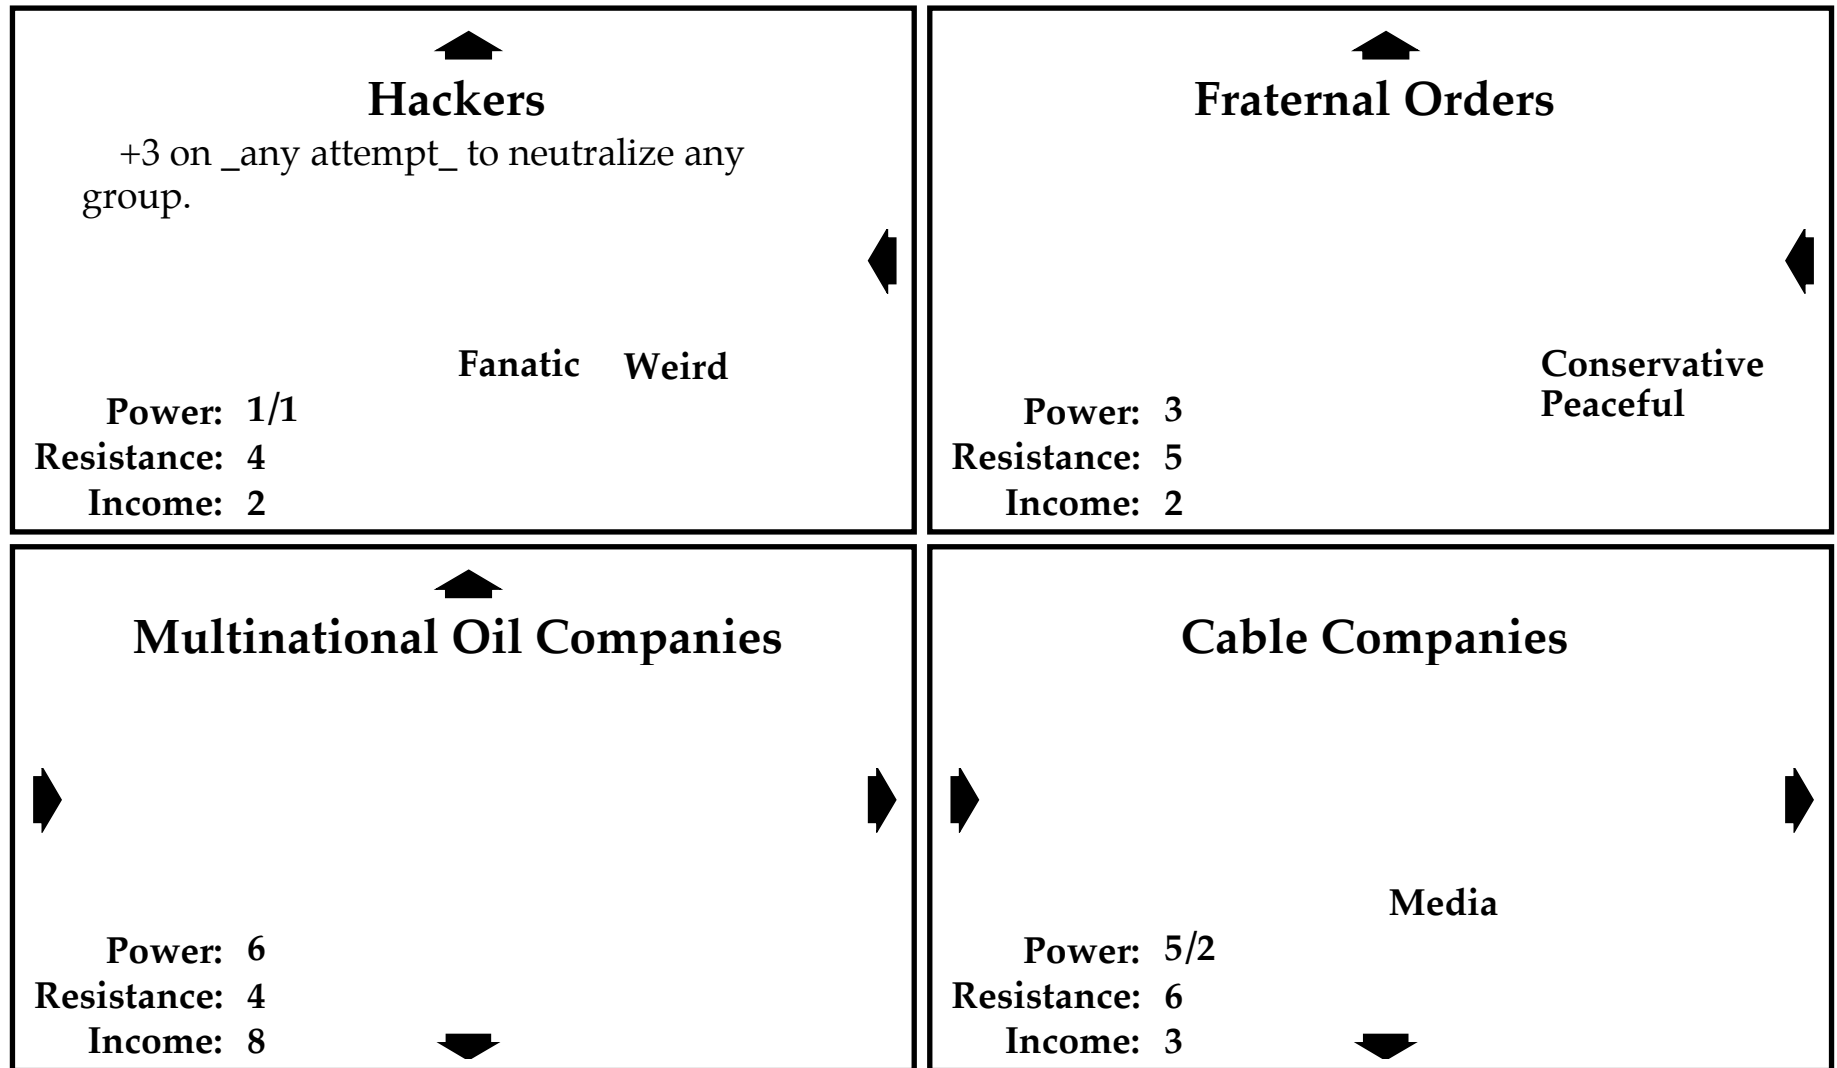 Hackers
+3 on _any attempt_ to neutralize any
group.
Fanatic Weird
Power: 1/1
Resistance: 4
Income: 2
Fraternal Orders
Conservative
Peaceful
Power: 3
Resistance: 5
Income: 2
Multinational Oil Companies
Power: 6
Resistance: 4
Income: 8
Cable Companies
Media
Power: 5/2
Resistance: 6
Income: 3